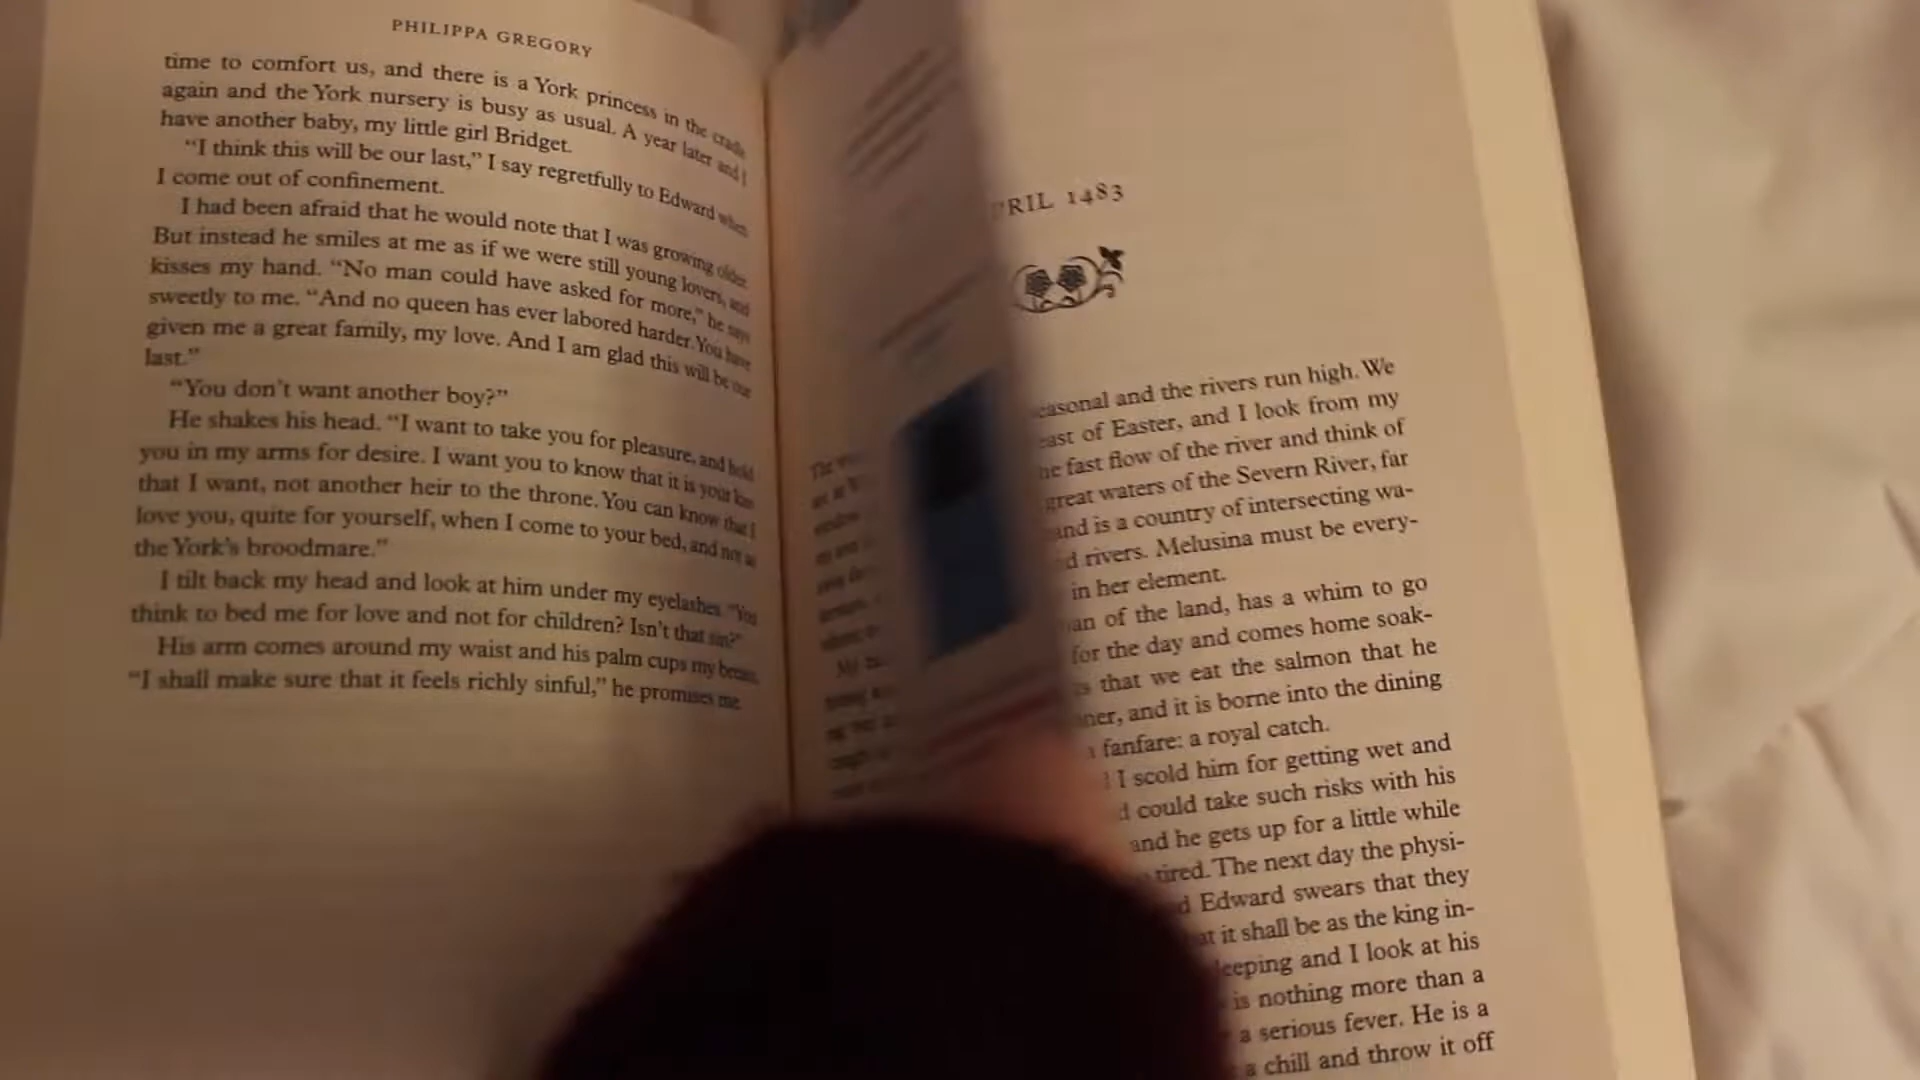 PHILIPPA GREGORY
time to comfort us, and there is a York princess in the cradle
again and the York nursery is busy as usual. A year later and I
have another baby, my little girl Bridget.
“I think this will be our last,” I say regretfully to Edward when
I come out of confinement.
I had been afraid that he would note that I was growing older.
But instead he smiles at me as if we were still young lovers, and
kisses my hand. “No man could have asked for more,” he says
sweetly to me. “And no queen has ever labored harder. You have
given me a great family, my love. And I am glad this will be our
last.”
“You don’t want another boy?”
He shakes his head. “I want to take you for pleasure, and hold
you in my arms for desire. I want you to know that it is your kiss
that I want, not another heir to the throne. You can know that I
love you, quite for yourself, when I come to your bed, and not as
the York’s broodmare.”
I tilt back my head and look at him under my eyelashes. “You
think to bed me for love and not for children? Isn’t that sin?”
His arm comes around my waist and his palm cups my breast.
“I shall make sure that it feels richly sinful,” he promises me.
PRIL 1483
easonal and the rivers run high. We
east of Easter, and I look from my
he fast flow of the river and think of
great waters of the Severn River, far
and is a country of intersecting wa-
d rivers. Melusina must be every-
in her element.
an of the land, has a whim to go
for the day and comes home soak-
s that we eat the salmon that he
ner, and it is borne into the dining
fanfare: a royal catch.
I scold him for getting wet and
d could take such risks with his
and he gets up for a little while
tired. The next day the physi-
d Edward swears that they
at it shall be as the king in-
leeping and I look at his
is nothing more than a
a serious fever. He is a
a chill and throw it off